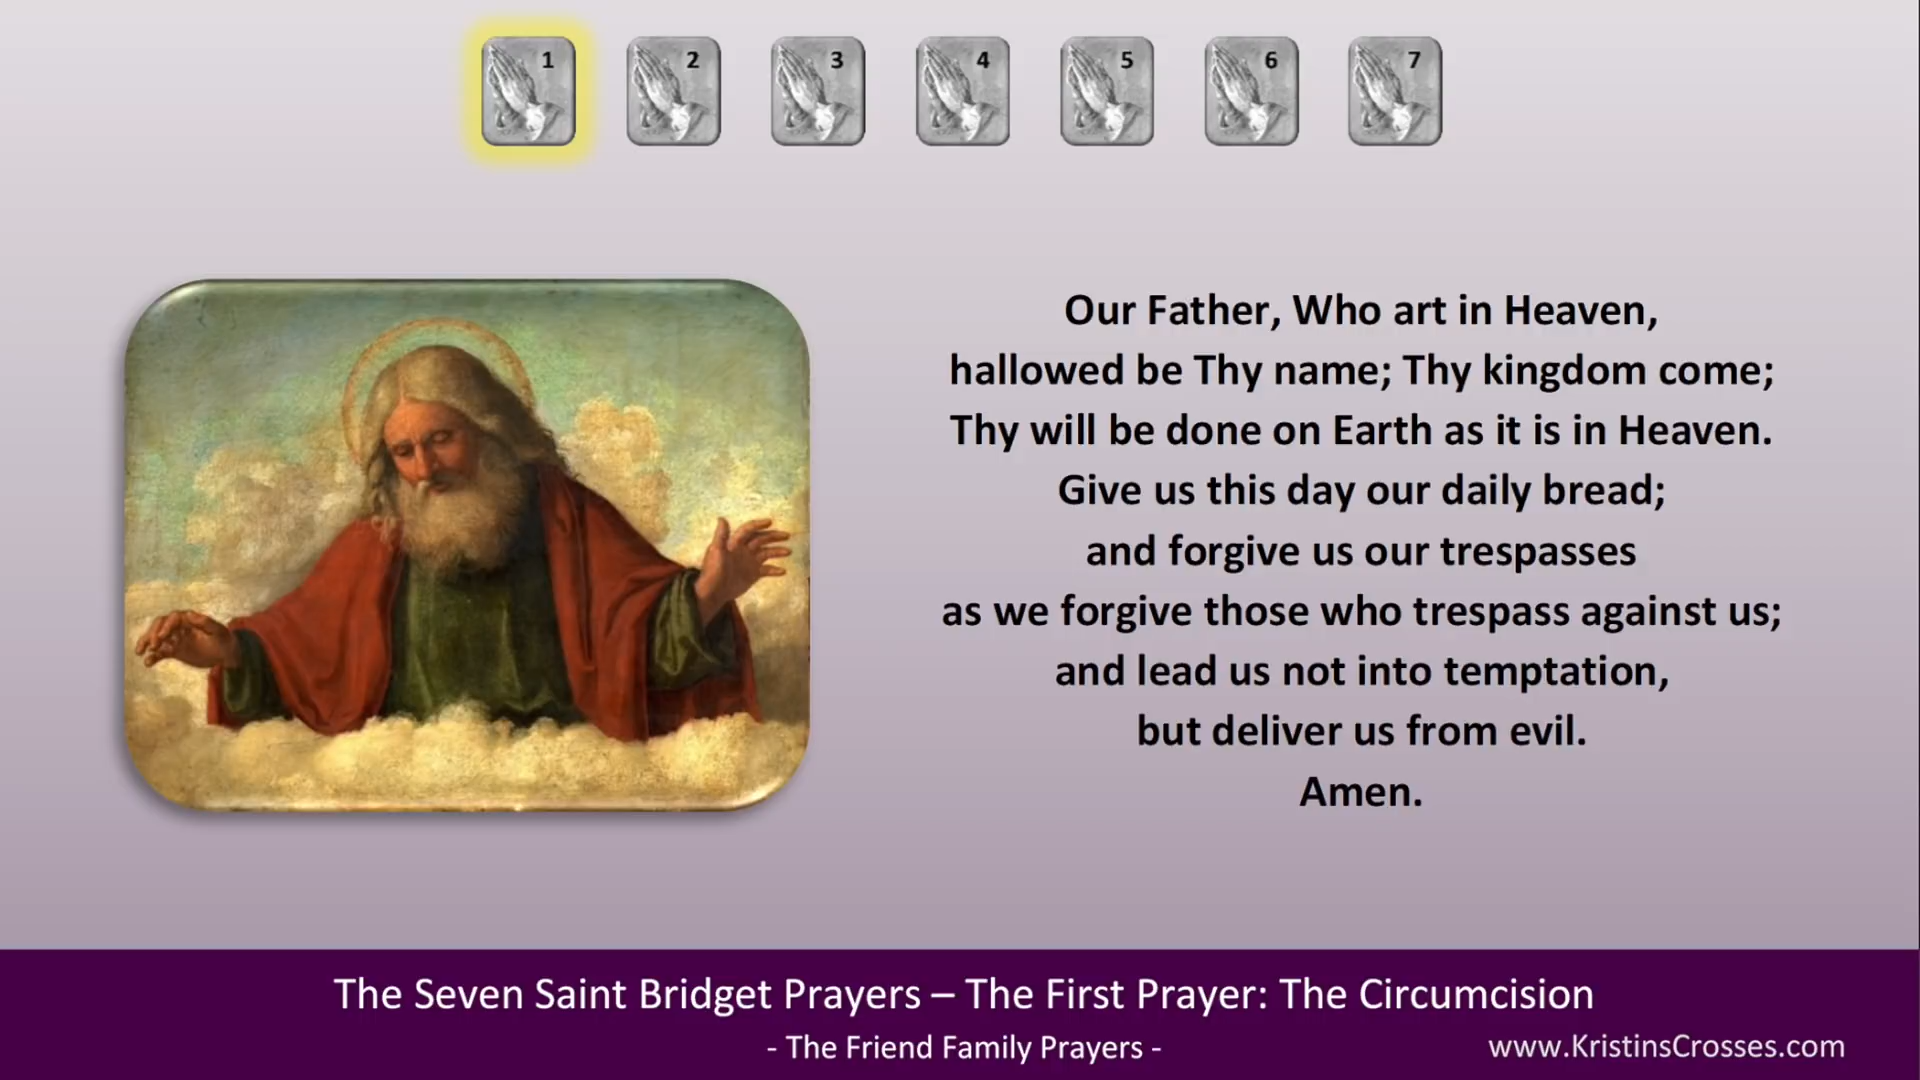 1 2 3 4 5 6 7
Our Father, Who art in Heaven,
hallowed be Thy name; Thy kingdom come;
Thy will be done on Earth as it is in Heaven.
Give us this day our daily bread;
and forgive us our trespasses
as we forgive those who trespass against us;
and lead us not into temptation,
but deliver us from evil.
Amen.
The Seven Saint Bridget Prayers – The First Prayer: The Circumcision
- The Friend Family Prayers -
www.KristinsCrosses.com